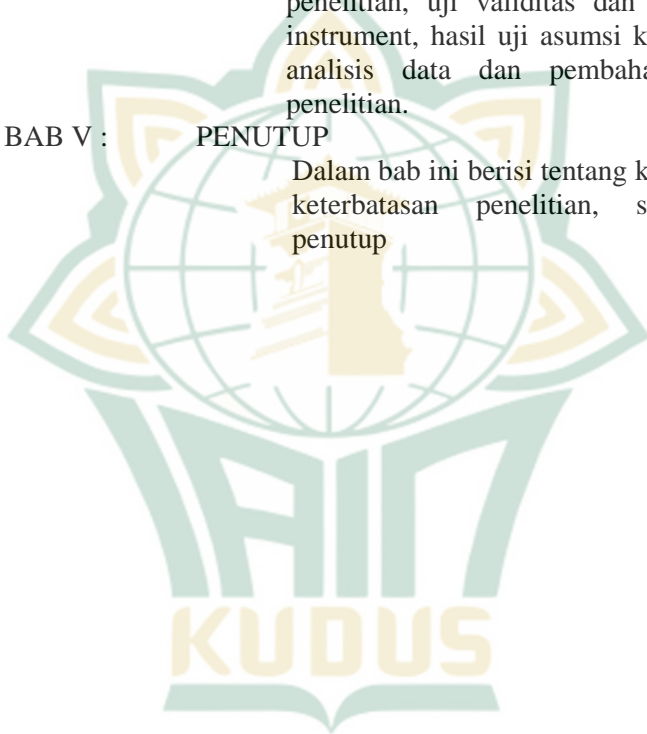 penelitian, uji validitas dan
instrument, hasil uji asumsi k
analisis data dan pembaha
penelitian.
BAB V : PENUTUP
Dalam bab ini berisi tentang k
keterbatasan penelitian, s
penutup
IAIN
KUDUS